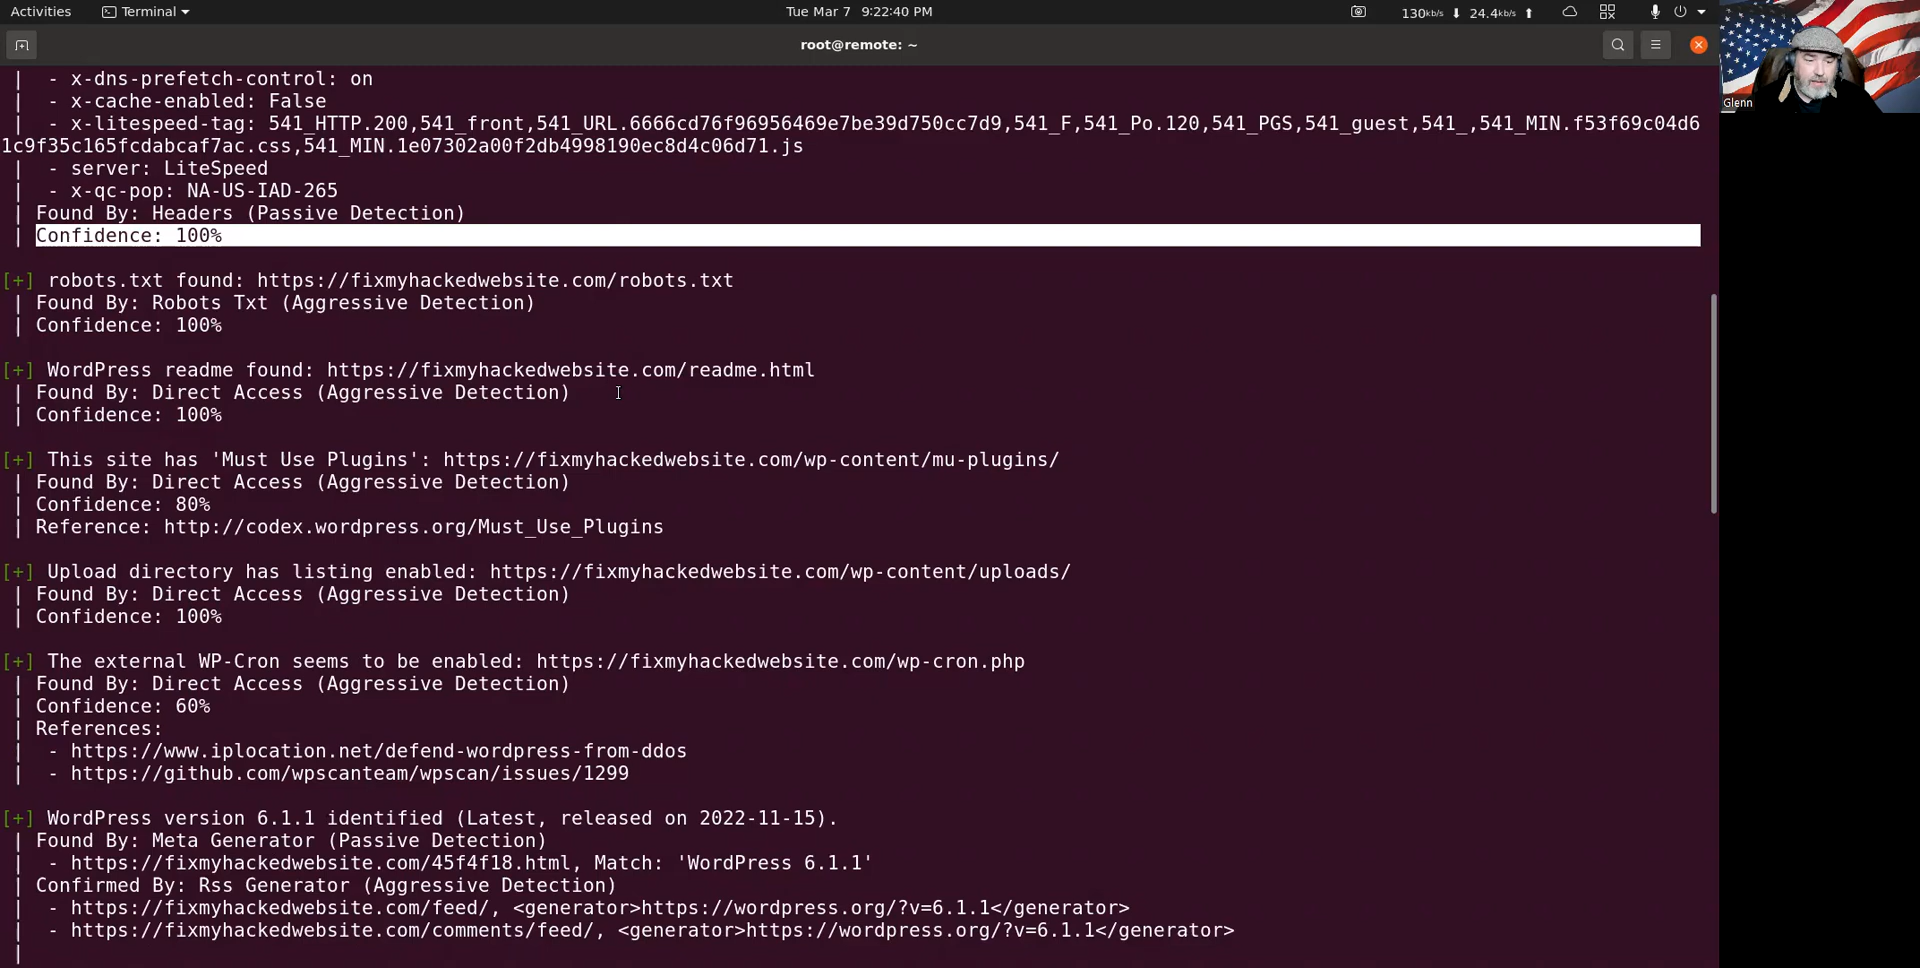 Activities
Terminal
Tue Mar 7 9:22:40 PM
130kb/s
24.4kb/s
root@remote: ~
Glenn
| - x-dns-prefetch-control: on
| - x-cache-enabled: False
| - x-litespeed-tag: 541_HTTP.200,541_front,541_URL.6666cd76f96956469e7be39d750cc7d9,541_F,541_Po.120,541_PGS,541_guest,541_,541_MIN.f53f69c04d6
1c9f35c165fcdabcaf7ac.css,541_MIN.1e07302a00f2db4998190ec8d4c06d71.js
| - server: LiteSpeed
| - x-qc-pop: NA-US-IAD-265
| Found By: Headers (Passive Detection)
| Confidence: 100%
[+] robots.txt found: https://fixmyhackedwebsite.com/robots.txt
| Found By: Robots Txt (Aggressive Detection)
| Confidence: 100%
[+] WordPress readme found: https://fixmyhackedwebsite.com/readme.html
| Found By: Direct Access (Aggressive Detection)
| Confidence: 100%
[+] This site has 'Must Use Plugins': https://fixmyhackedwebsite.com/wp-content/mu-plugins/
| Found By: Direct Access (Aggressive Detection)
| Confidence: 80%
| Reference: http://codex.wordpress.org/Must_Use_Plugins
[+] Upload directory has listing enabled: https://fixmyhackedwebsite.com/wp-content/uploads/
| Found By: Direct Access (Aggressive Detection)
| Confidence: 100%
[+] The external WP-Cron seems to be enabled: https://fixmyhackedwebsite.com/wp-cron.php
| Found By: Direct Access (Aggressive Detection)
| Confidence: 60%
| References:
| - https://www.iplocation.net/defend-wordpress-from-ddos
| - https://github.com/wpscanteam/wpscan/issues/1299
[+] WordPress version 6.1.1 identified (Latest, released on 2022-11-15).
| Found By: Meta Generator (Passive Detection)
| - https://fixmyhackedwebsite.com/45f4f18.html, Match: 'WordPress 6.1.1'
| Confirmed By: Rss Generator (Aggressive Detection)
| - https://fixmyhackedwebsite.com/feed/, <generator>https://wordpress.org/?v=6.1.1</generator>
| - https://fixmyhackedwebsite.com/comments/feed/, <generator>https://wordpress.org/?v=6.1.1</generator>
|